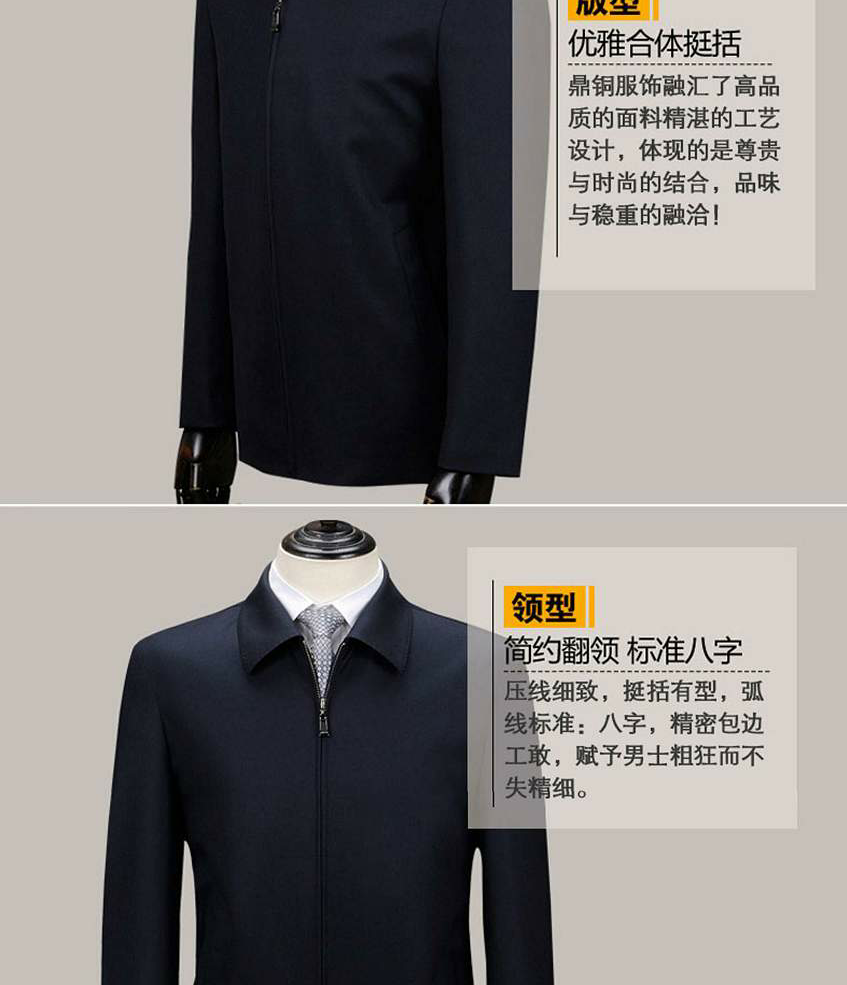 版型
优雅合体挺括
鼎铜服饰融汇了高品
质的面料精湛的工艺
设计，体现的是尊贵
与时尚的结合，品味
与稳重的融洽！
领型
简约翻领 标准八字
压线细致，挺括有型，弧
线标准：八字，精密包边
工敢，赋予男士粗狂而不
失精细。